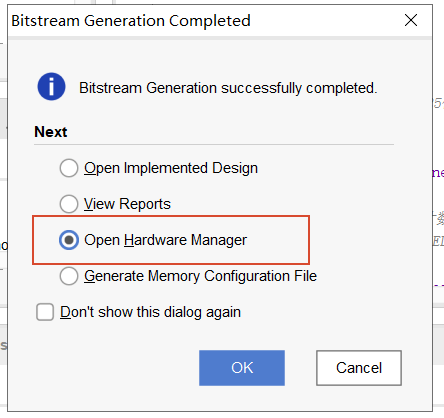 Bitstream Generation Completed
Bitstream Generation successfully completed.
Next
Open Implemented Design
View Reports
Open Hardware Manager
Generate Memory Configuration File
Don't show this dialog again
OK
Cancel